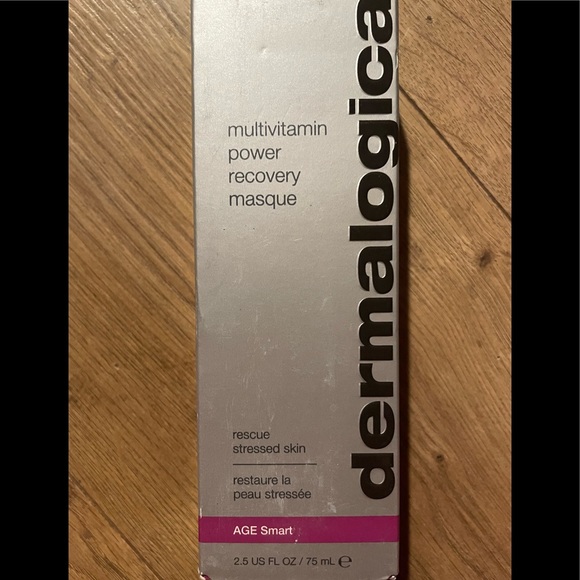 multivitamin
power
recovery
masque
dermalogica
rescue
stressed skin
restaure la
peau stressée
AGE Smart
2.5 US FL OZ / 75 mL ℮